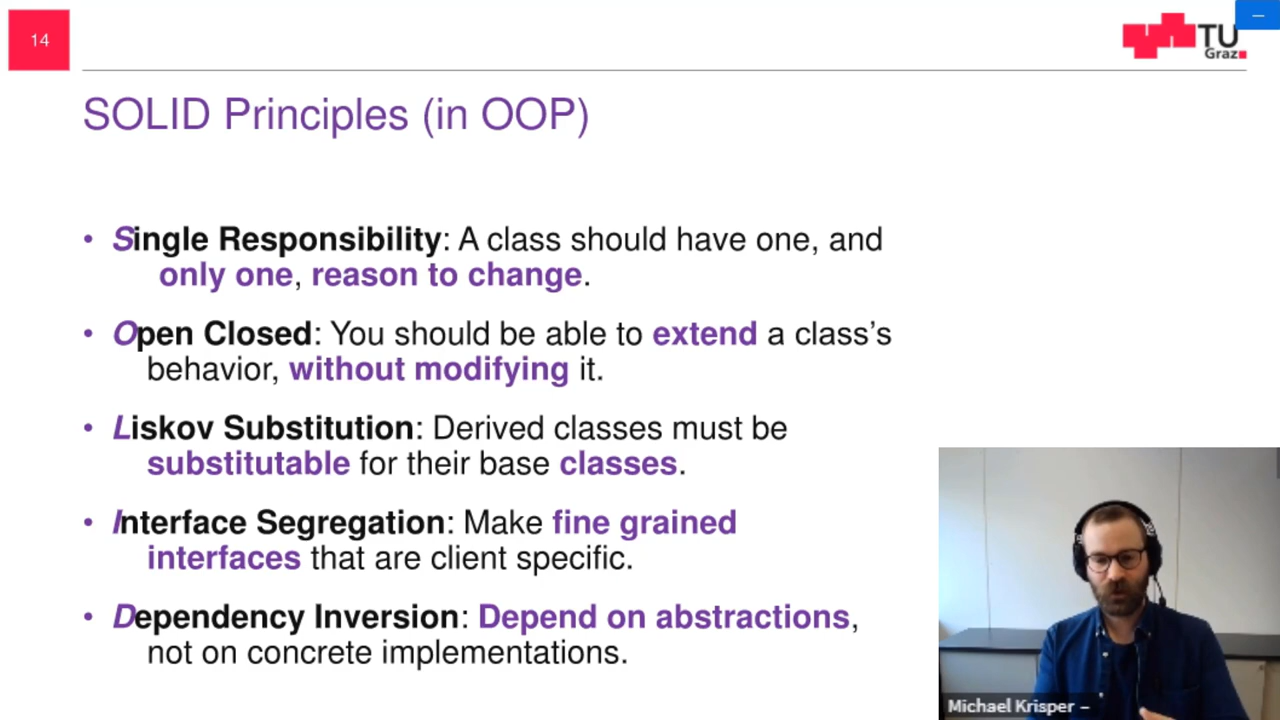 14
TU
Graz
SOLID Principles (in OOP)
• Single Responsibility: A class should have one, and
only one, reason to change.
• Open Closed: You should be able to extend a class’s
behavior, without modifying it.
• Liskov Substitution: Derived classes must be
substitutable for their base classes.
• Interface Segregation: Make fine grained
interfaces that are client specific.
• Dependency Inversion: Depend on abstractions,
not on concrete implementations.
Michael Krisper –